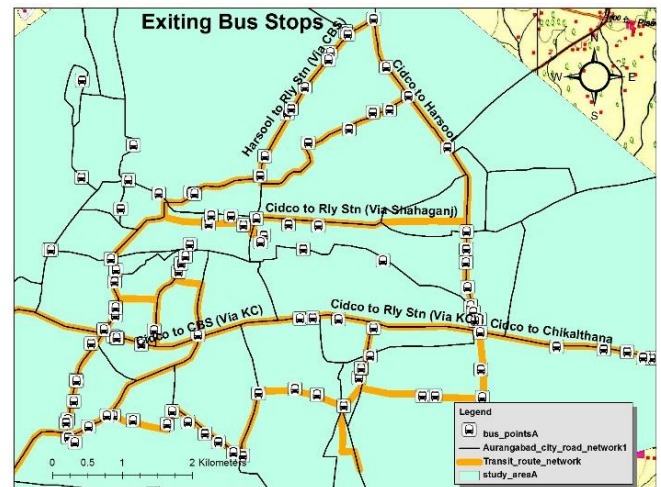 Exiting Bus Stops
N
W
E
S
Harsool to Rly Stn (Via CBS)
Cidco to Harsool
Cidco to Rly Stn (Via Shahaganj)
Cidco to CBS (Via KC)
Cidco to Rly Stn (Via KC)
Cidco to Chikalthana
Legend
bus_pointsA
Aurangabad_city_road_network1
Transit_route_network
study_areaA
0 0.5 1 2 Kilometers